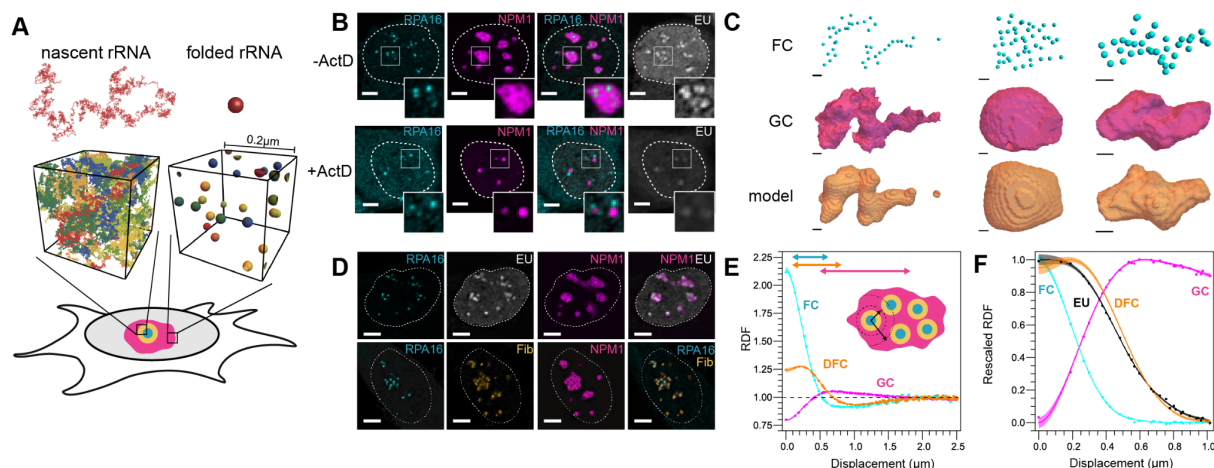 A
nascent rRNA
folded rRNA
0.2μm
B
RPA16
NPM1
RPA16 NPM1
EU
-ActD
RPA16
NPM1
RPA16 NPM1
EU
+ActD
C
FC
GC
model
D
RPA16
EU
NPM1
NPM1 EU
RPA16
Fib
NPM1
RPA16
Fib
E
2.25
2.00
1.75
1.50
1.25
1.00
0.75
RDF
FC
DFC
GC
0.0
0.5
1.0
1.5
2.0
2.5
Displacement (μm)
F
1.0
0.8
0.6
0.4
0.2
0.0
Rescaled RDF
FC
EU
DFC
GC
0.0
0.2
0.4
0.6
0.8
1.0
Displacement (μm)